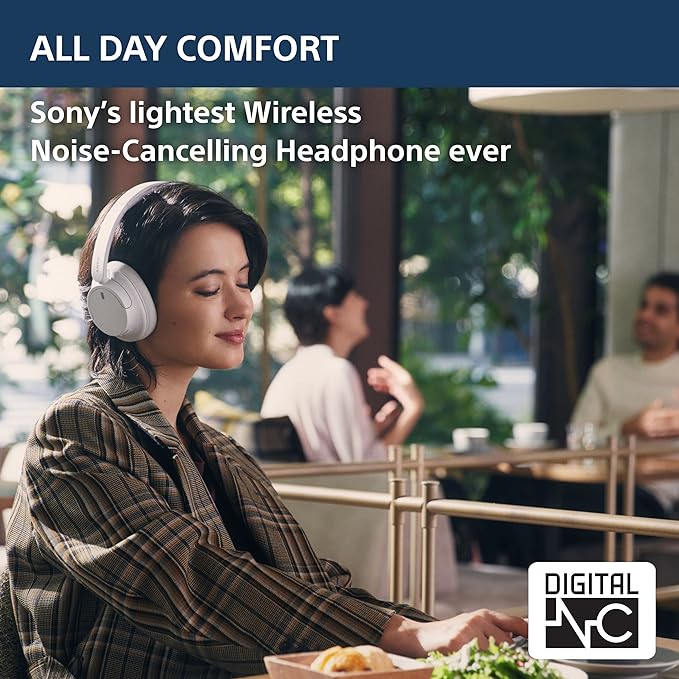 ALL DAY COMFORT
Sony’s lightest Wireless
Noise-Cancelling Headphone ever
DIGITAL
NC